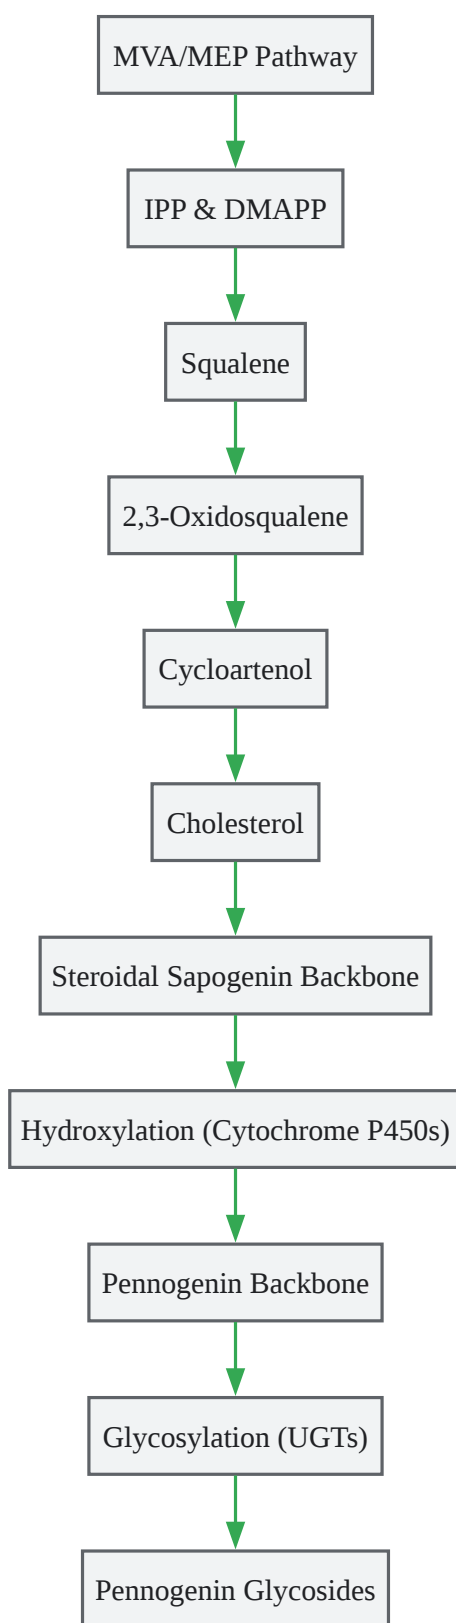 MVA/MEP Pathway
IPP & DMAPP
Squalene
2,3-Oxidosqualene
Cycloartenol
Cholesterol
Steroidal Sapogenin Backbone
Hydroxylation (Cytochrome P450s)
Pennogenin Backbone
Glycosylation (UGTs)
Pennogenin Glycosides